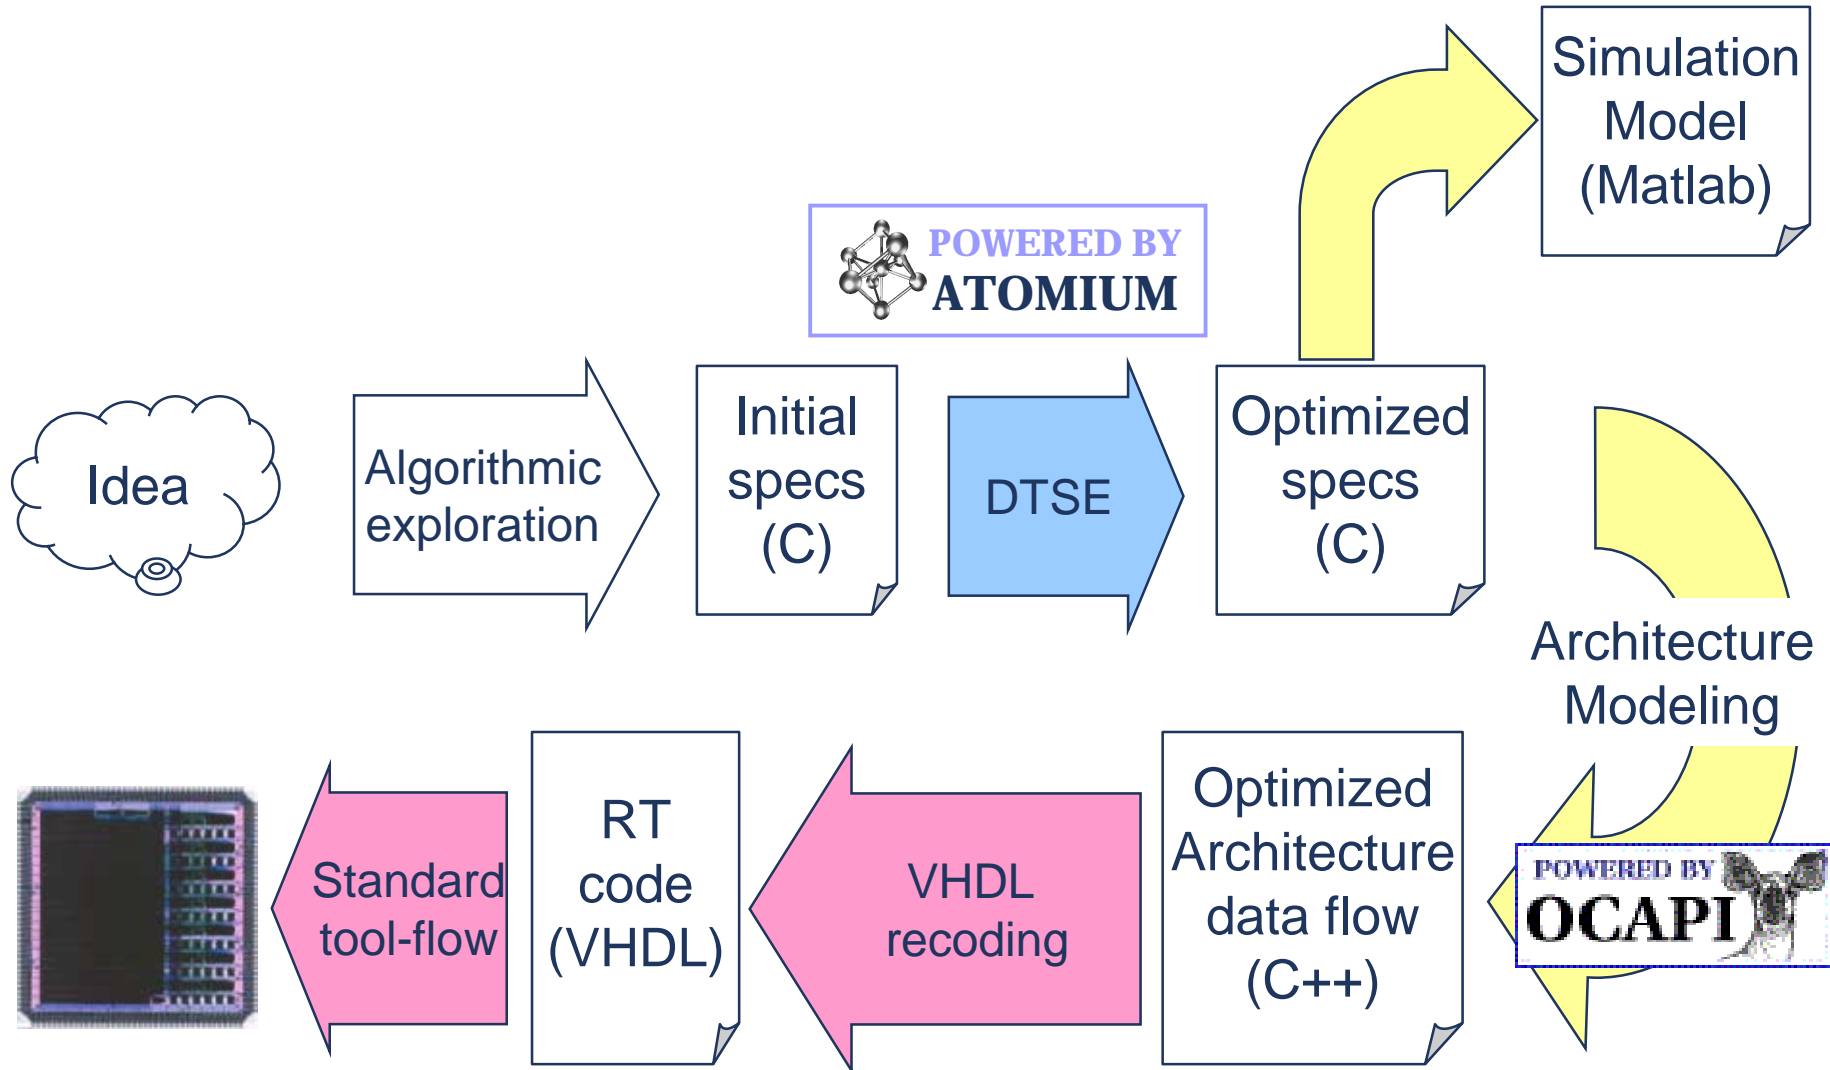 Simulation
Model
(Matlab)
POWERED BY
ATOMIUM
Idea
Algorithmic
exploration
Initial
specs
(C)
DTSE
Optimized
specs
(C)
Architecture
Modeling
POWERED BY
OCAPI
Optimized
Architecture
data flow
(C++)
VHDL
recoding
RT
code
(VHDL)
Standard
tool-flow